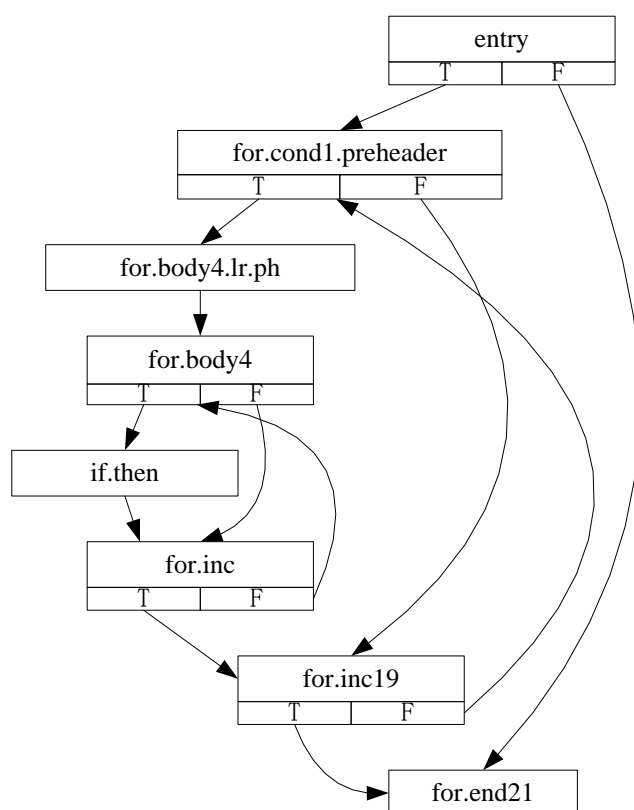 entry
T F
for.cond1.preheader
T F
for.body4.lr.ph
for.body4
T F
if.then
for.inc
T F
for.inc19
T F
for.end21